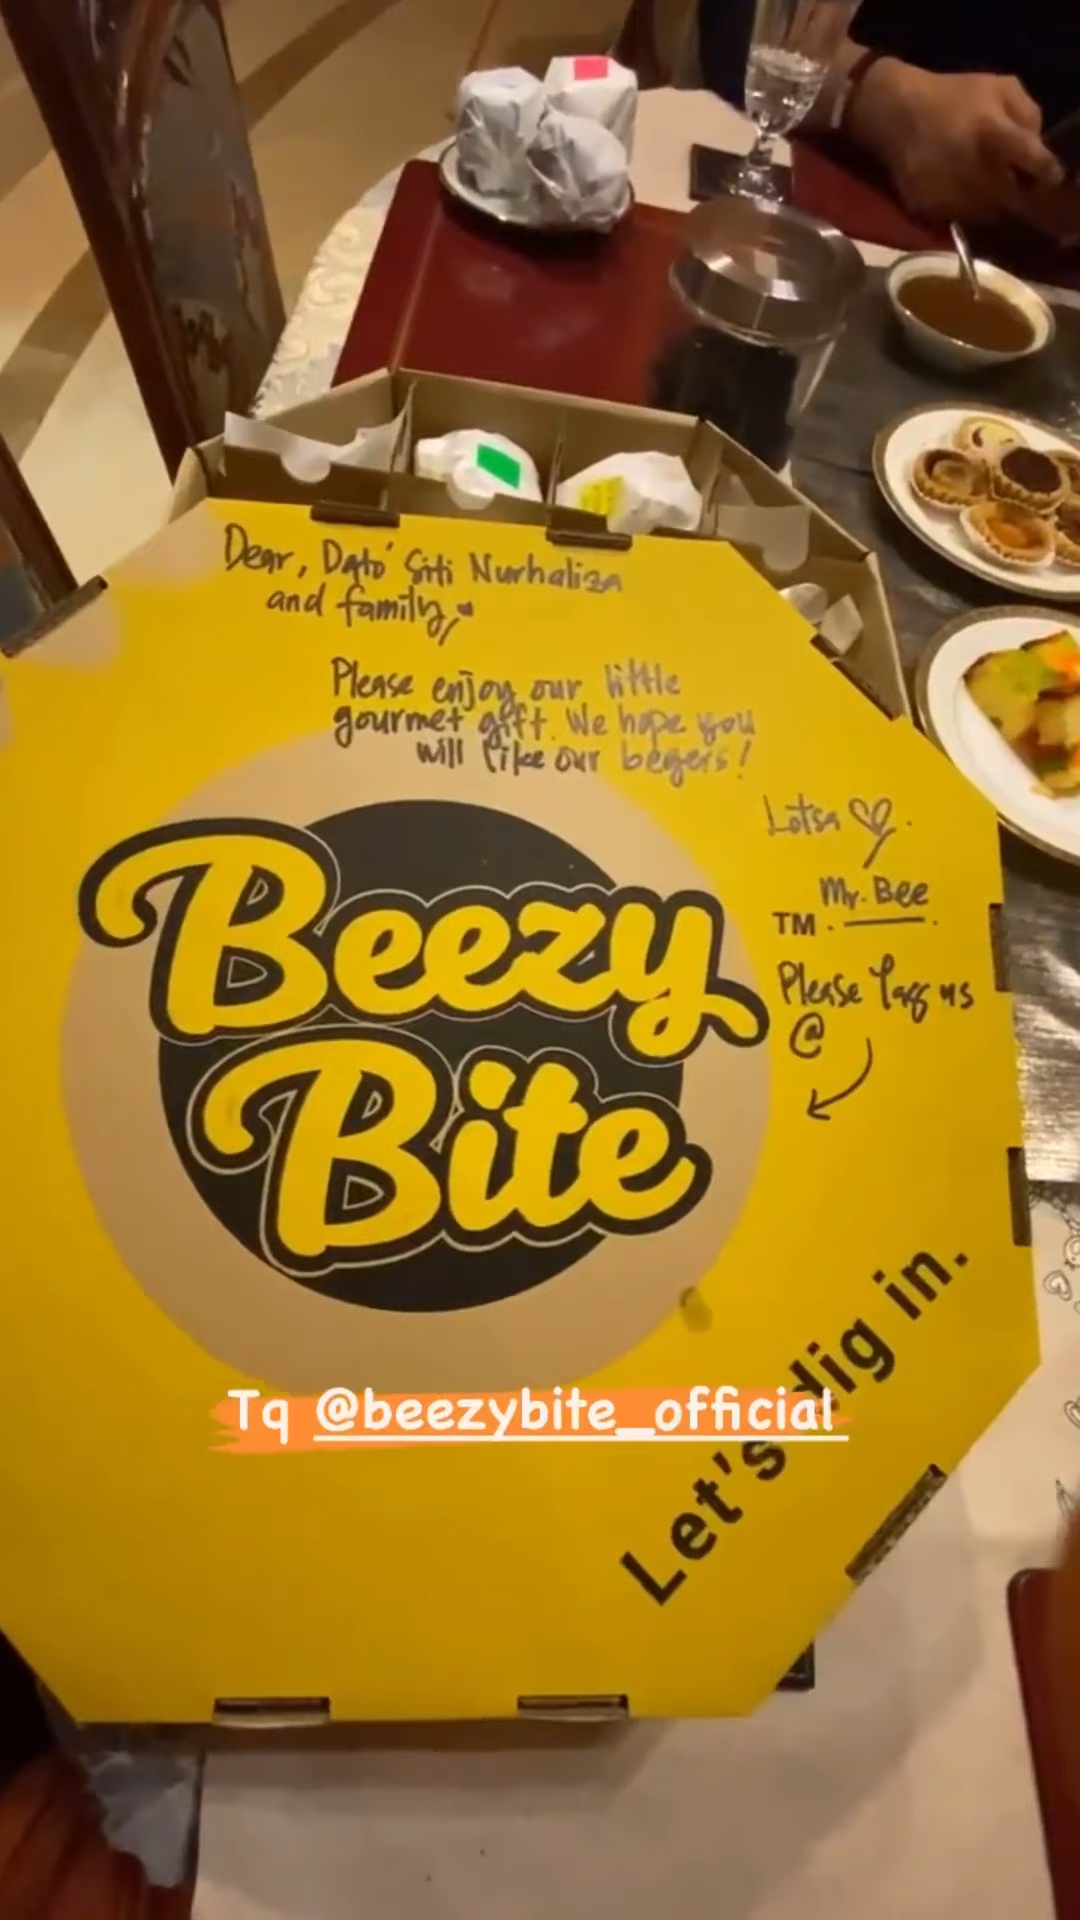 Dear, Dato' Siti Nurhaliza
and family,
Please enjoy our little
gourmet gift. We hope you
will like our begers!
Lotsa ♡.
Mr. Bee
TM
Please Tagg us
@
Beezy
Bite
Let's dig in.
Tq @beezybite_official